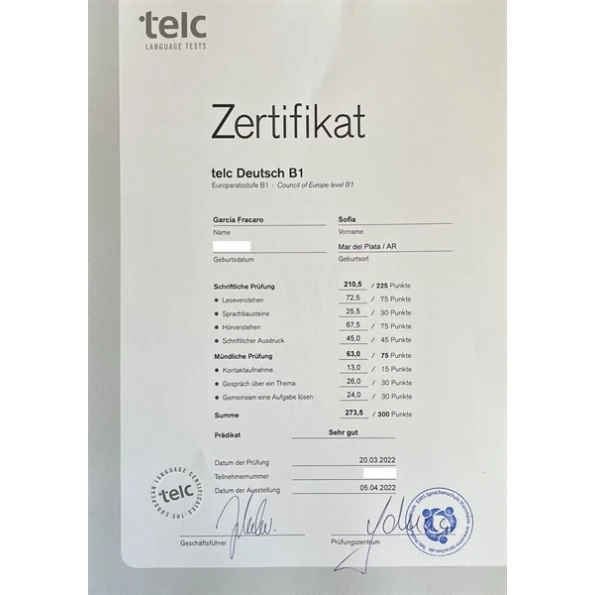 telc
LANGUAGE TESTS
Zertifikat
telc Deutsch B1
Europaratsstufe B1 · Council of Europe level B1
Garcia Fracaro Sofia
Name Vorname
Mar del Plata / AR
Geburtsdatum Geburtsort
Schriftliche Prüfung 210,5 / 225 Punkte
• Leseverstehen 72,5 / 75 Punkte
• Sprachbausteine 25,5 / 30 Punkte
• Hörverstehen 67,5 / 75 Punkte
• Schriftlicher Ausdruck 45,0 / 45 Punkte
Mündliche Prüfung 63,0 / 75 Punkte
• Kontaktaufnahme 13,0 / 15 Punkte
• Gespräch über ein Thema 26,0 / 30 Punkte
• Gemeinsam eine Aufgabe lösen 24,0 / 30 Punkte
Summe 273,5 / 300 Punkte
Prädikat Sehr gut
Datum der Prüfung 20.03.2022
Teilnehmernummer
Datum der Ausstellung 05.04.2022
THE EUROPEAN LANGUAGE CERTIFICATES
telc
Geschäftsführer Prüfungszentrum